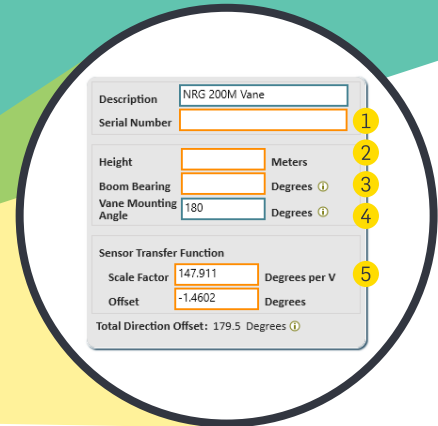 Description NRG 200M Vane
Serial Number 1
2
Height Meters
Boom Bearing Degrees i 3
Vane Mounting Angle 180 Degrees i 4
Sensor Transfer Function
Scale Factor 147.911 Degrees per V 5
Offset -1.4602 Degrees
Total Direction Offset: 179.5 Degrees i